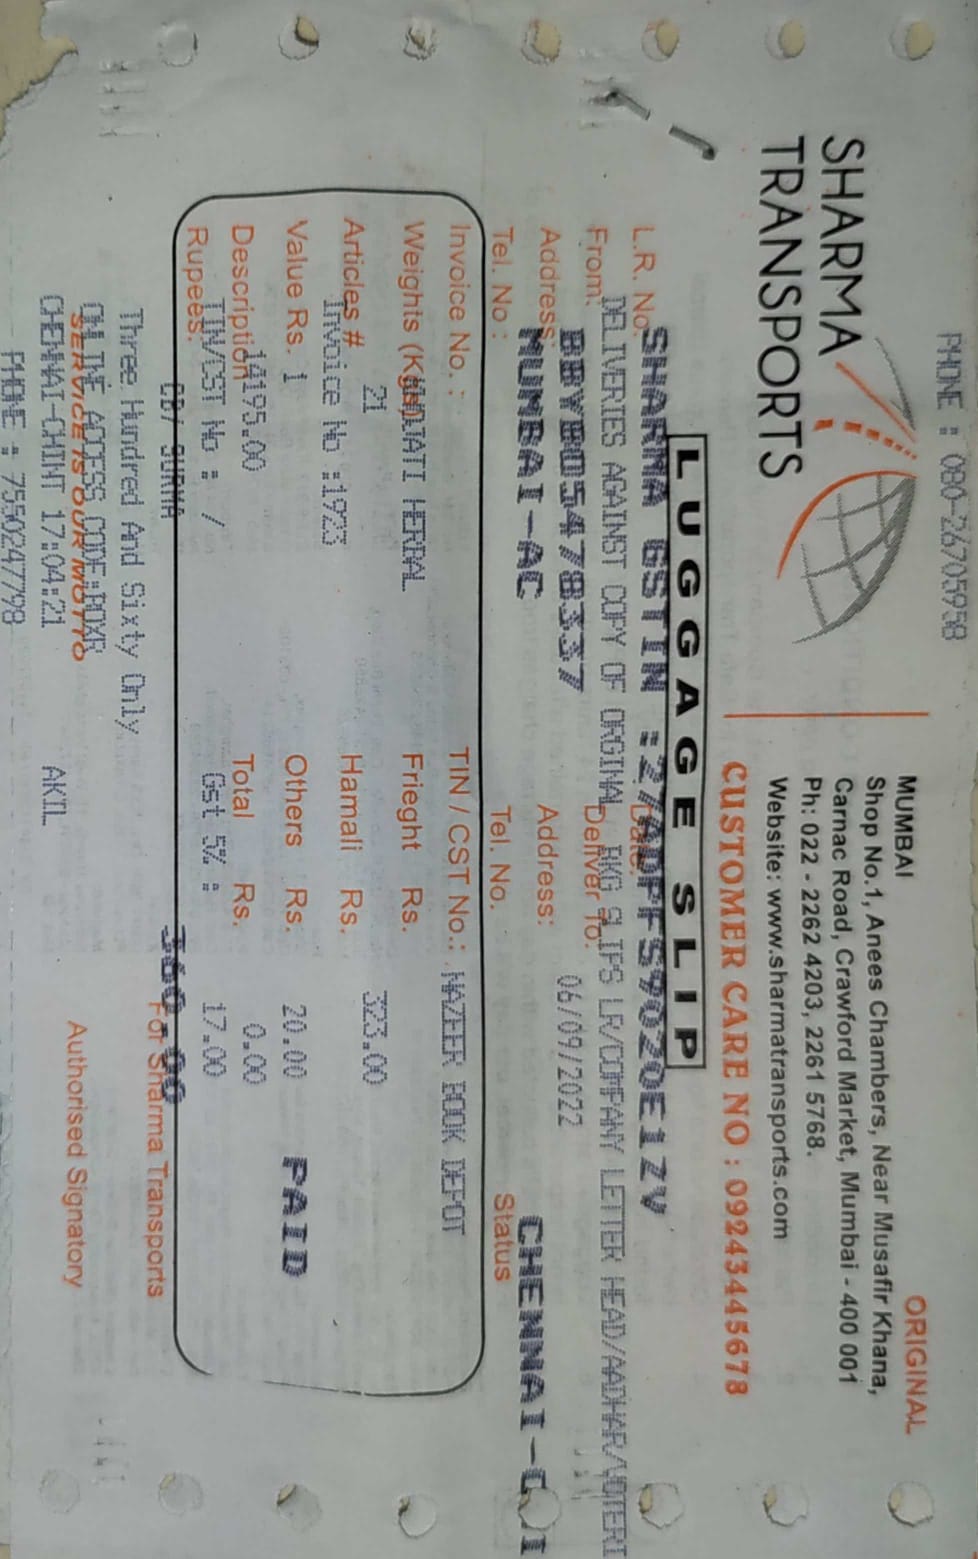 PHONE : 080-26705958
ORIGINAL
SHARMA
TRANSPORTS
MUMBAI
Shop No.1, Anees Chambers, Near Musafir Khana,
Carnac Road, Crawford Market, Mumbai - 400 001
Ph: 022 - 2262 4203, 2261 5768.
Website: www.sharmatransports.com
CUSTOMER CARE NO : 09243445678
LUGGAGE SLIP
SHARMA GSTIN :27ADPFS9020E1ZV
L.R. No. Date:
DELIVERIES AGAINST COPY OF ORGINAL BKG SLIPS LR/COMPANY LETTER HEAD/AADHAR/VOTERI
From: Deliver To:
BBYB05478337 06/09/2022
Address: Address:
MUMBAI-AC CHENNAI-
Tel. No : Tel. No. Status
Invoice No. : TIN / CST No.: NAZEER BOOK DEPOT
Weights (Kgs) HERBAL Frieght Rs.
21 323.00
Articles # Hamali Rs.
Invoice No :1923
Value Rs. 1 Others Rs. 20.00 PAID
14195.00 0.00
Description Total Rs.
TIN/CST No : / Gst 5% : 17.00
Rupees:
CBY SURMA 360.00
For Sharma Transports
Three Hundred And Sixty Only
ONLINE ACCESS CODE:
SERVICE IS OUR MOTTO
Authorised Signatory
CHENNAI-CHINT 17:04:21 AKIL
PHONE : 7550247798